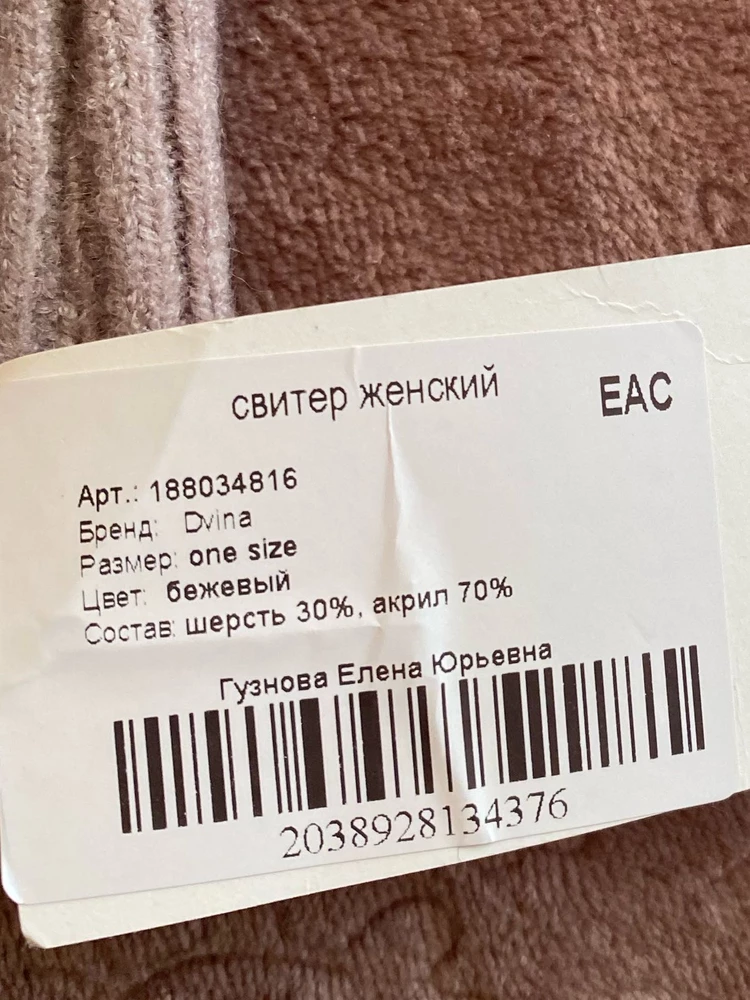 свитер женский
EAC
Арт.: 188034816
Бренд: Dvina
Размер: one size
Цвет: бежевый
Состав: шерсть 30%, акрил 70%
Гузнова Елена Юрьевна
2038928134376